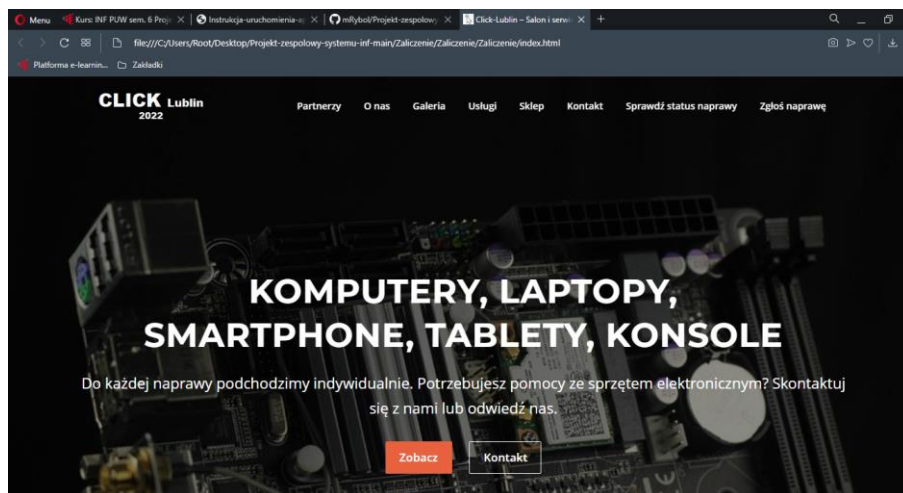 Menu
Kurs: INF PUW sem. 6 Proje
Instrukcja-uruchomienia-ap
mRybol/Projekt-zespolowy-
Click-Lublin – Salon i serwi
file:///C:/Users/Root/Desktop/Projekt-zespolowy-systemu-inf-main/Zaliczenie/Zaliczenie/Zaliczenie/index.html
Platforma e-learnin...
Zakładki
CLICK Lublin
2022
Partnerzy
O nas
Galeria
Usługi
Sklep
Kontakt
Sprawdź status naprawy
Zgłoś naprawę
KOMPUTERY, LAPTOPY,
SMARTPHONE, TABLETY, KONSOLE
Do każdej naprawy podchodzimy indywidualnie. Potrzebujesz pomocy ze sprzętem elektronicznym? Skontaktuj
się z nami lub odwiedź nas.
Zobacz
Kontakt